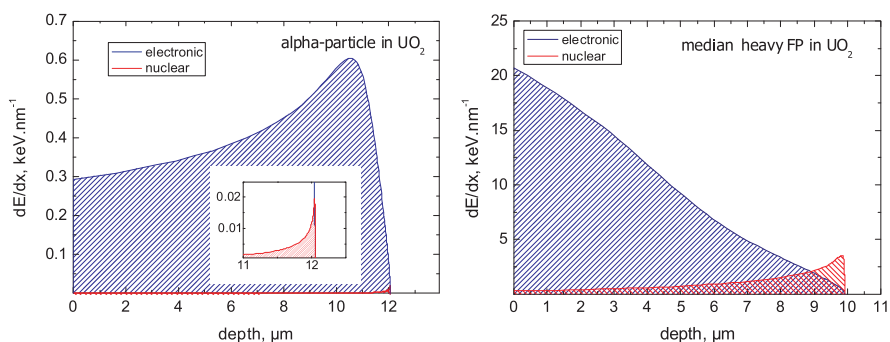 alpha-particle in UO2
electronic
nuclear
dE/dx, keV.nm-1
0.7
0.6
0.5
0.4
0.3
0.2
0.1
0.02
0.01
11 12
0 2 4 6 8 10 12
depth, µm
median heavy FP in UO2
electronic
nuclear
dE/dx, keV.nm-1
25
20
15
10
5
0 1 2 3 4 5 6 7 8 9 10 11
depth, µm